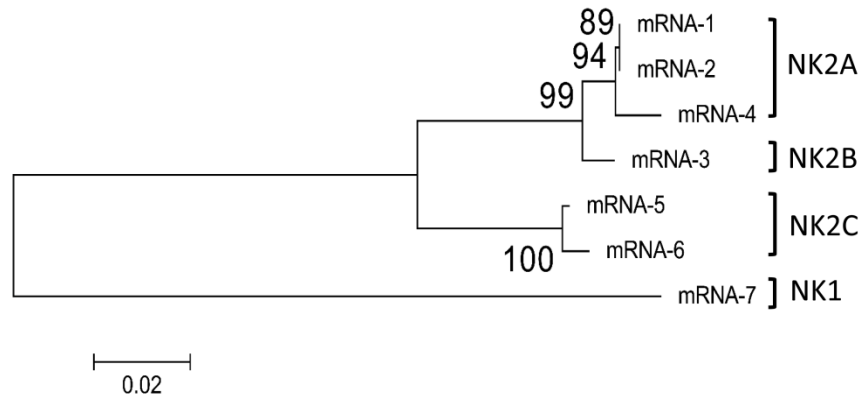 89 mRNA-1
94 mRNA-2 NK2A
99
mRNA-4
mRNA-3 NK2B
mRNA-5
NK2C
100 mRNA-6
mRNA-7 NK1
0.02